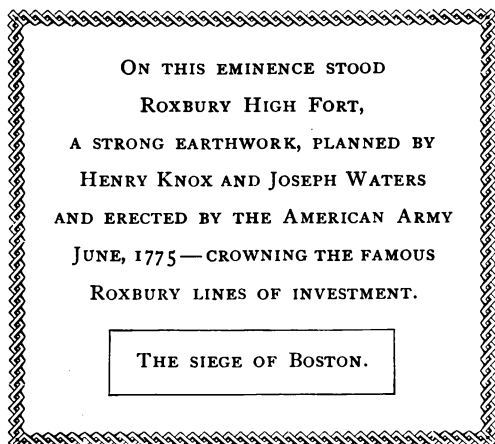 On this eminence stood
Roxbury High Fort,
a strong earthwork, planned by
Henry Knox and Joseph Waters
and erected by the American Army
June, 1775—crowning the famous
Roxbury lines of investment.
The siege of Boston.